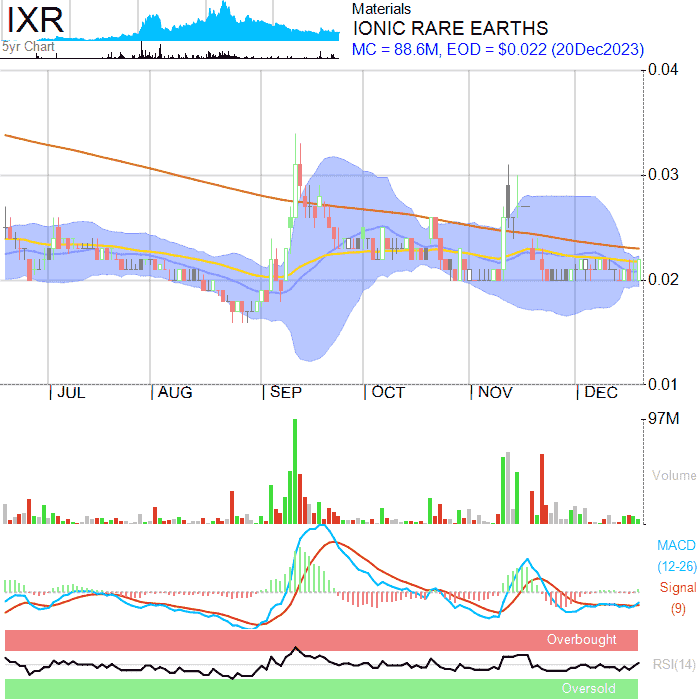 IXR
5yr Chart
Materials
IONIC RARE EARTHS
MC = 88.6M, EOD = $0.022 (20Dec2023)
0.04
0.03
0.02
0.01
JUL AUG SEP OCT NOV DEC
97M
Volume
MACD
(12-26)
Signal
(9)
Overbought
RSI(14)
Oversold